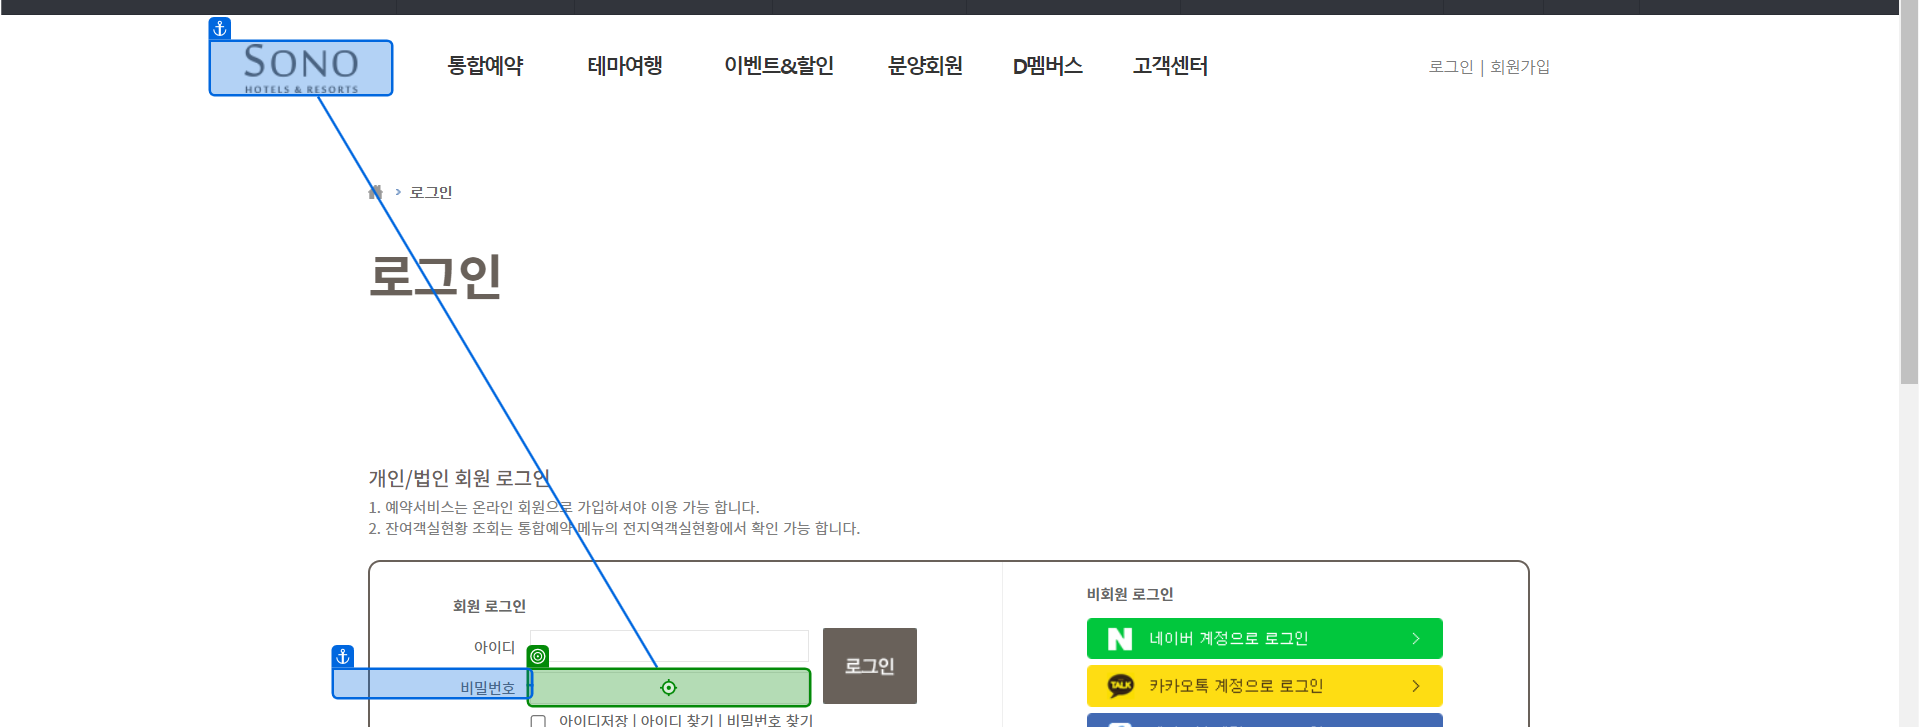 SONO
HOTELS & RESORTS
통합예약 테마여행 이벤트&할인 분양회원 D멤버스 고객센터
로그인 | 회원가입
> 로그인
로그인
개인/법인 회원 로그인
1. 예약서비스는 온라인 회원으로 가입하셔야 이용 가능 합니다.
2. 잔여객실현황 조회는 통합예약 메뉴의 전지역객실현황에서 확인 가능 합니다.
회원 로그인
아이디
비밀번호
로그인
아이디저장 | 아이디 찾기 | 비밀번호 찾기
비회원 로그인
N 네이버 계정으로 로그인 >
TALK 카카오톡 계정으로 로그인 >